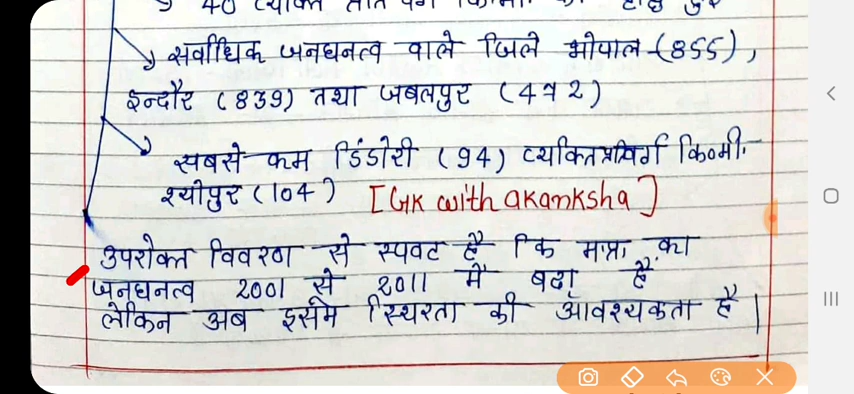 सर्वाधिक जनघनत्व वाले जिले भोपाल-(855),
इन्दौर (839) तथा जबलपुर (472)
सबसे कम डिंडोरी (94) व्यक्ति प्रतिवर्ग कि०मी.
श्योपुर (104) [GK with akanksha]
उपरोक्त विवरण से स्पष्ट है कि म.प्र. का
जनघनत्व 2001 से 2011 में बढ़ा है,
लेकिन अब इसमें स्थिरता की आवश्यकता है |